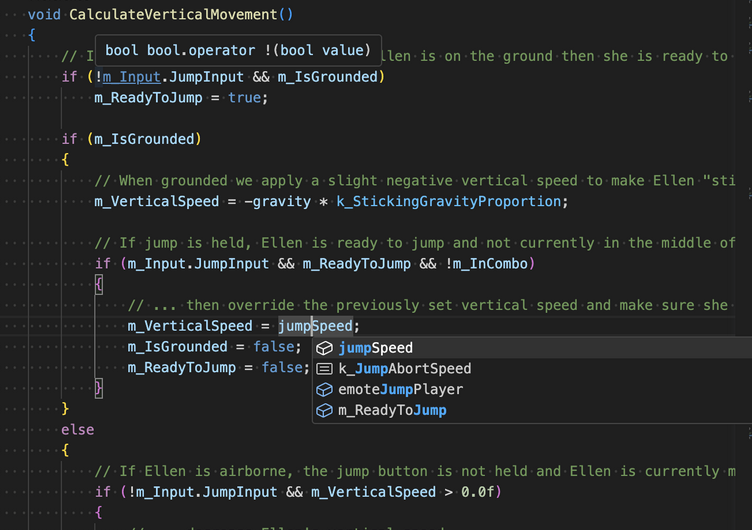 void CalculateVerticalMovement()
{
bool bool.operator !(bool value)
// I llen is on the ground then she is ready to
if (!m_Input.JumpInput && m_IsGrounded)
m_ReadyToJump = true;
if (m_IsGrounded)
{
// When grounded we apply a slight negative vertical speed to make Ellen "sti
m_VerticalSpeed = -gravity * k_StickingGravityProportion;
// If jump is held, Ellen is ready to jump and not currently in the middle of
if (m_Input.JumpInput && m_ReadyToJump && !m_InCombo)
{
// ... then override the previously set vertical speed and make sure she
m_VerticalSpeed = jumpSpeed;
m_IsGrounded = false;
jumpSpeed
m_ReadyToJump = false;
k_JumpAbortSpeed
emoteJumpPlayer
}
m_ReadyToJump
}
else
{
// If Ellen is airborne, the jump button is not held and Ellen is currently m
if (!m_Input.JumpInput && m_VerticalSpeed > 0.0f)
{